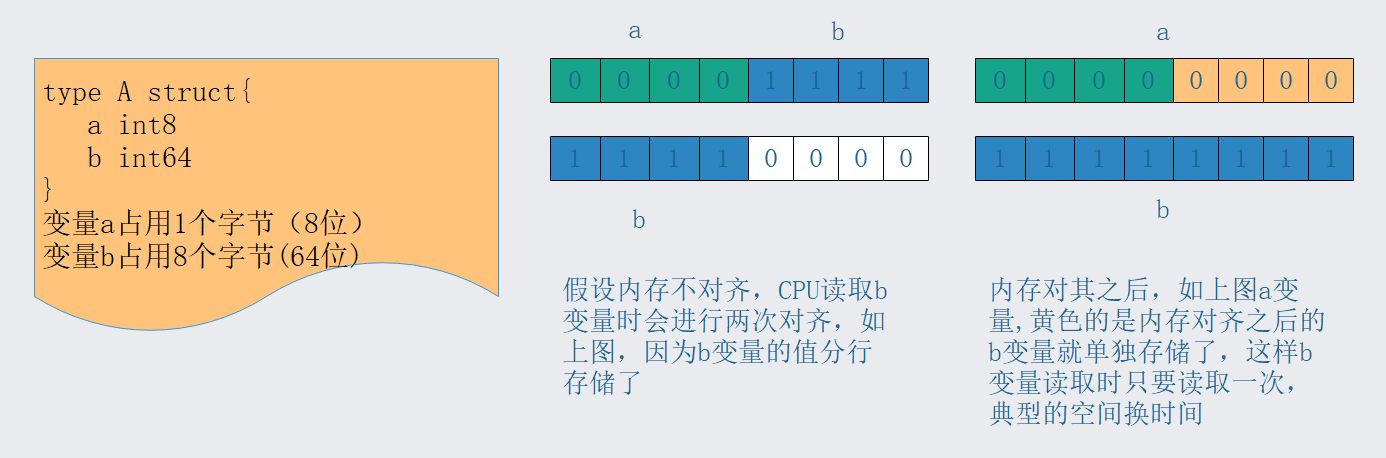 type A struct{
a int8
b int64
}
变量a占用1个字节（8位）
变量b占用8个字节(64位)
a b
0 0 0 0 1 1 1 1
1 1 1 1 0 0 0 0
b
假设内存不对齐，CPU读取b
变量时会进行两次对齐，如
上图，因为b变量的值分行
存储了
a
0 0 0 0 0 0 0 0
1 1 1 1 1 1 1 1
b
内存对其之后，如上图a变
量,黄色的是内存对齐之后的
b变量就单独存储了，这样b
变量读取时只要读取一次，
典型的空间换时间